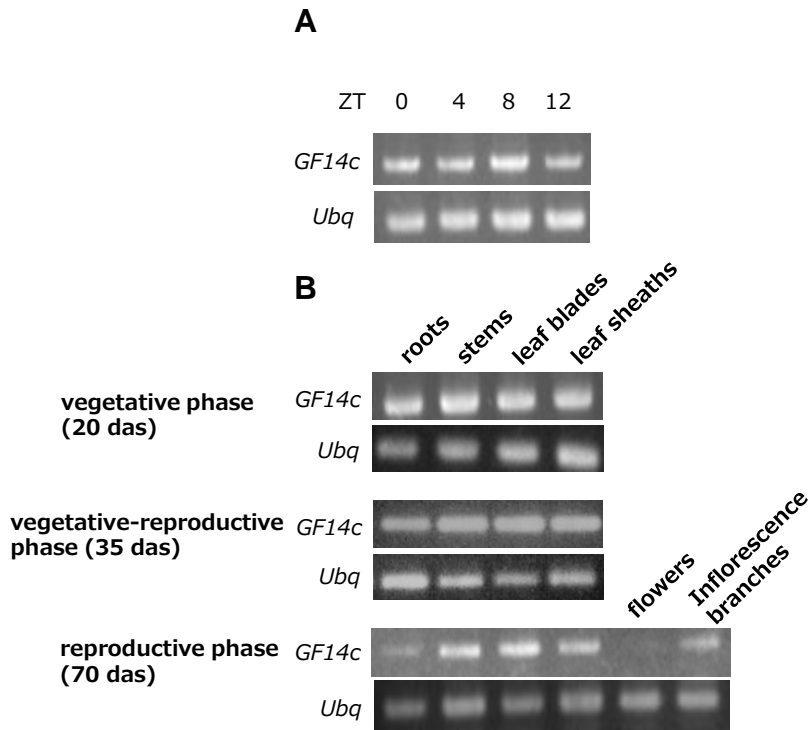 A
ZT 0 4 8 12
GF14c
Ubq
B
roots stems leaf blades leaf sheaths
vegetative phase
(20 das)
GF14c
Ubq
vegetative-reproductive
phase (35 das)
GF14c
Ubq
flowers Inflorescence
branches
reproductive phase
(70 das)
GF14c
Ubq